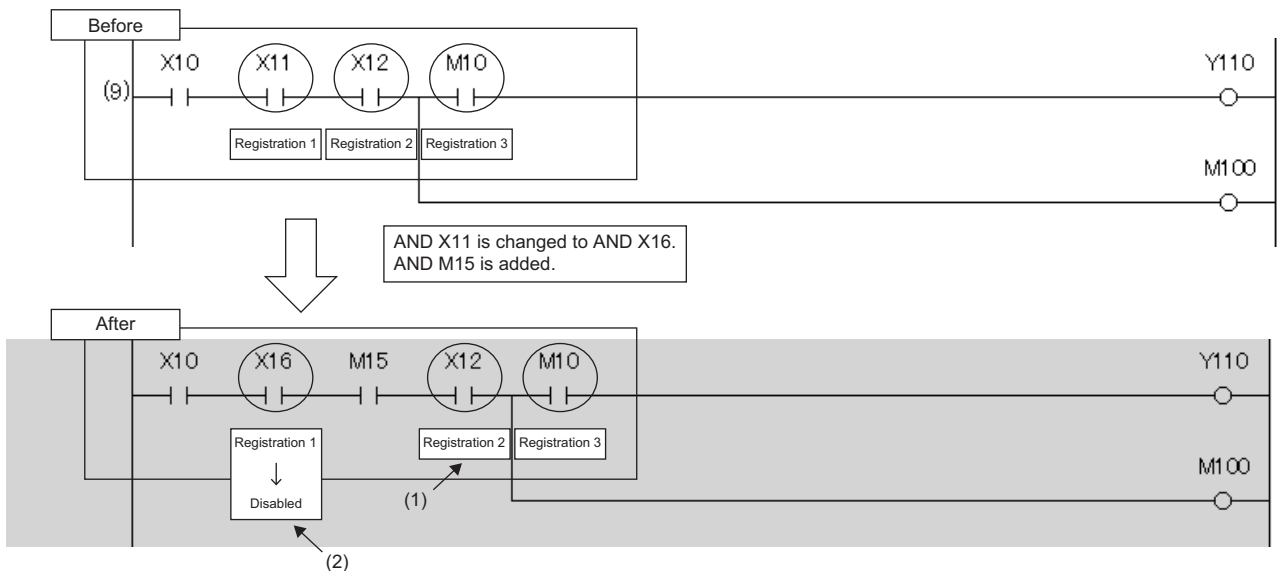 Before
X10 X11 X12 M10 Y110
(9)
Registration 1 Registration 2 Registration 3
M100
AND X11 is changed to AND X16.
AND M15 is added.
After
X10 X16 M15 X12 M10 Y110
Registration 1 Registration 2 Registration 3
↓
Disabled
M100
(1)
(2)